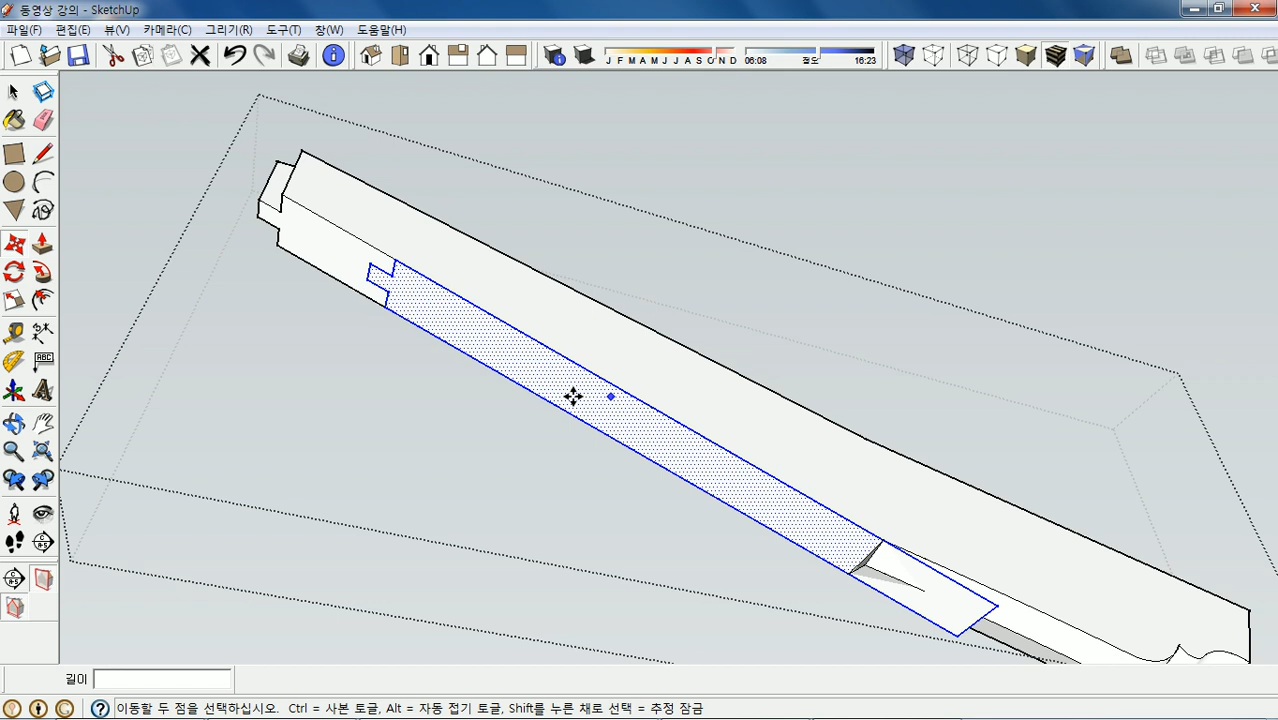 동영상 강의 - SketchUp
파일(F) 편집(E) 뷰(V) 카메라(C) 그리기(R) 도구(T) 창(W) 도움말(H)
J F M A M J J A S O N D 06:08 정오 16:23
ABC
A
길이
이동할 두 점을 선택하십시오. Ctrl = 사본 토글, Alt = 자동 접기 토글, Shift를 누른 채로 선택 = 추정 잠금